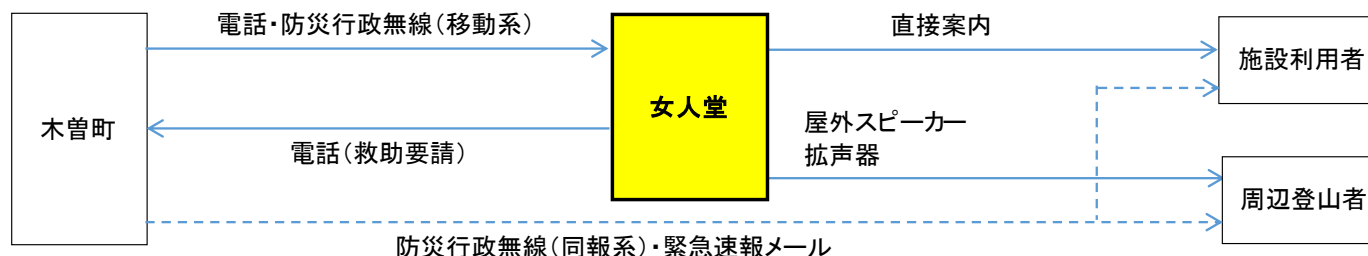 電話・防災行政無線(移動系)
直接案内
施設利用者
木曽町
女人堂
電話(救助要請)
屋外スピーカー
拡声器
周辺登山者
防災行政無線(同報系)・緊急速報メール